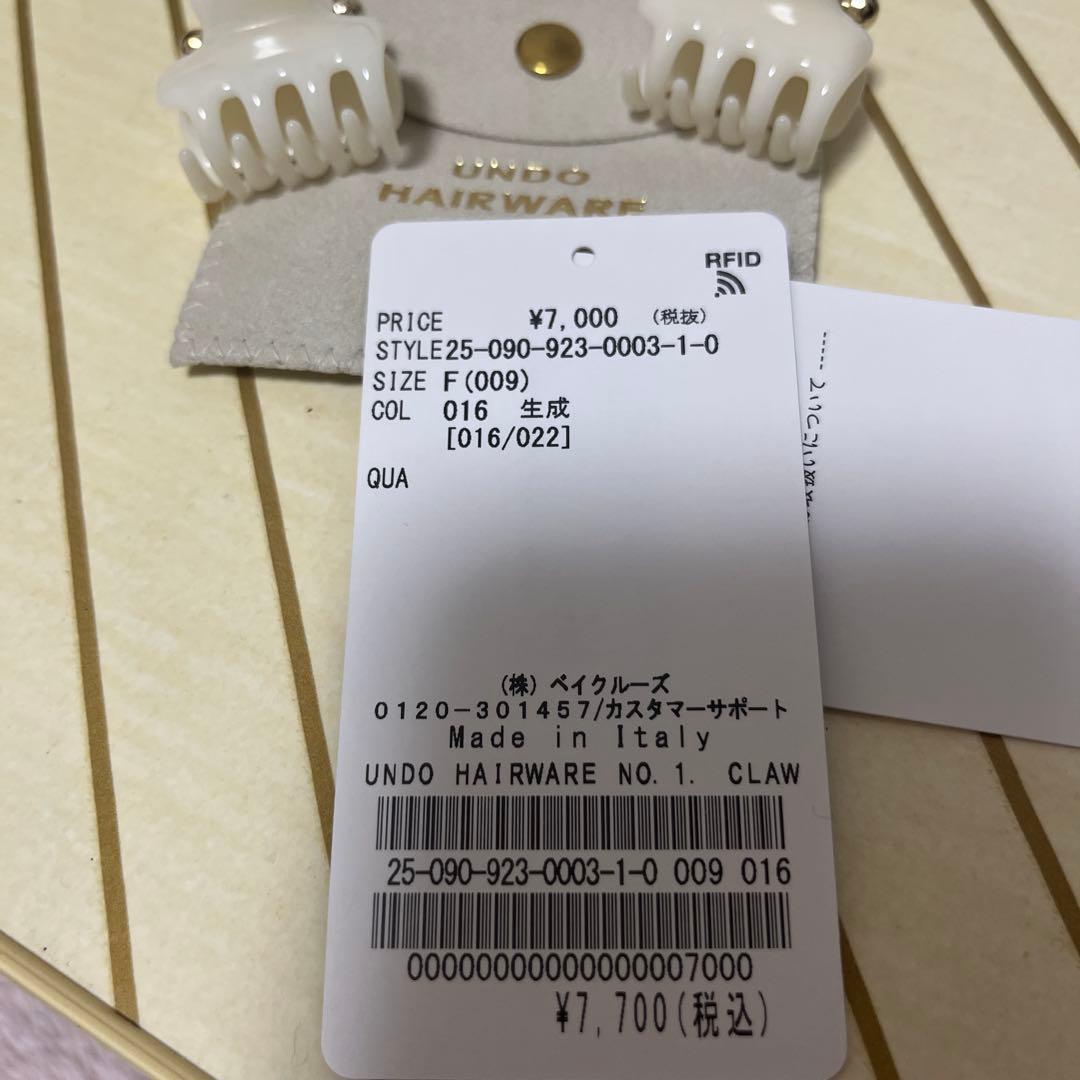 UNDO
HAIRWARE
RFID
PRICE ¥7,000 (税抜)
STYLE25-090-923-0003-1-0
SIZE F(009)
COL 016 生成
[016/022]
QUA
(株) ベイクルーズ
0120-301457/カスタマーサポート
Made in Italy
UNDO HAIRWARE NO. 1. CLAW
25-090-923-0003-1-0 009 016
00000000000000007000
¥7,700(税込)